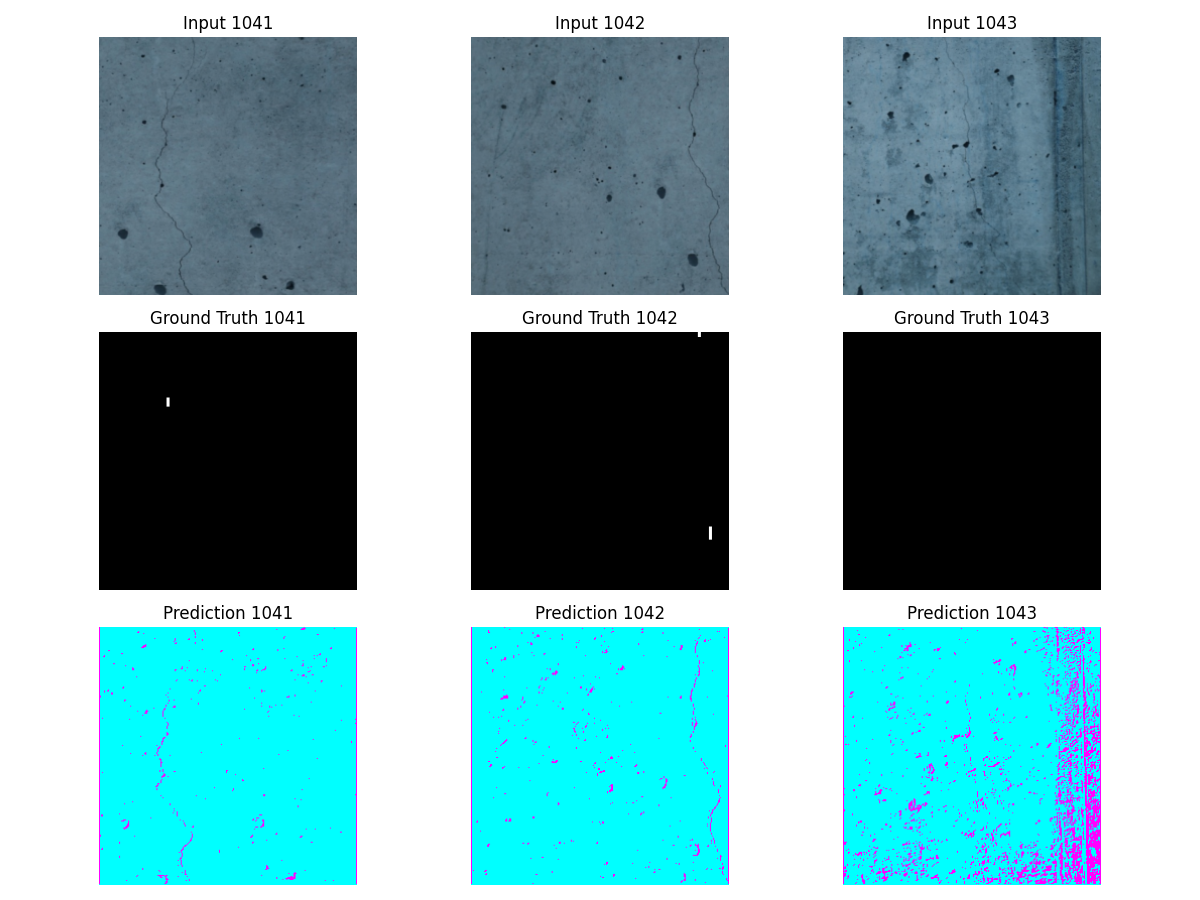 Input 1041
Input 1042
Input 1043
Ground Truth 1041
Ground Truth 1042
Ground Truth 1043
Prediction 1041
Prediction 1042
Prediction 1043